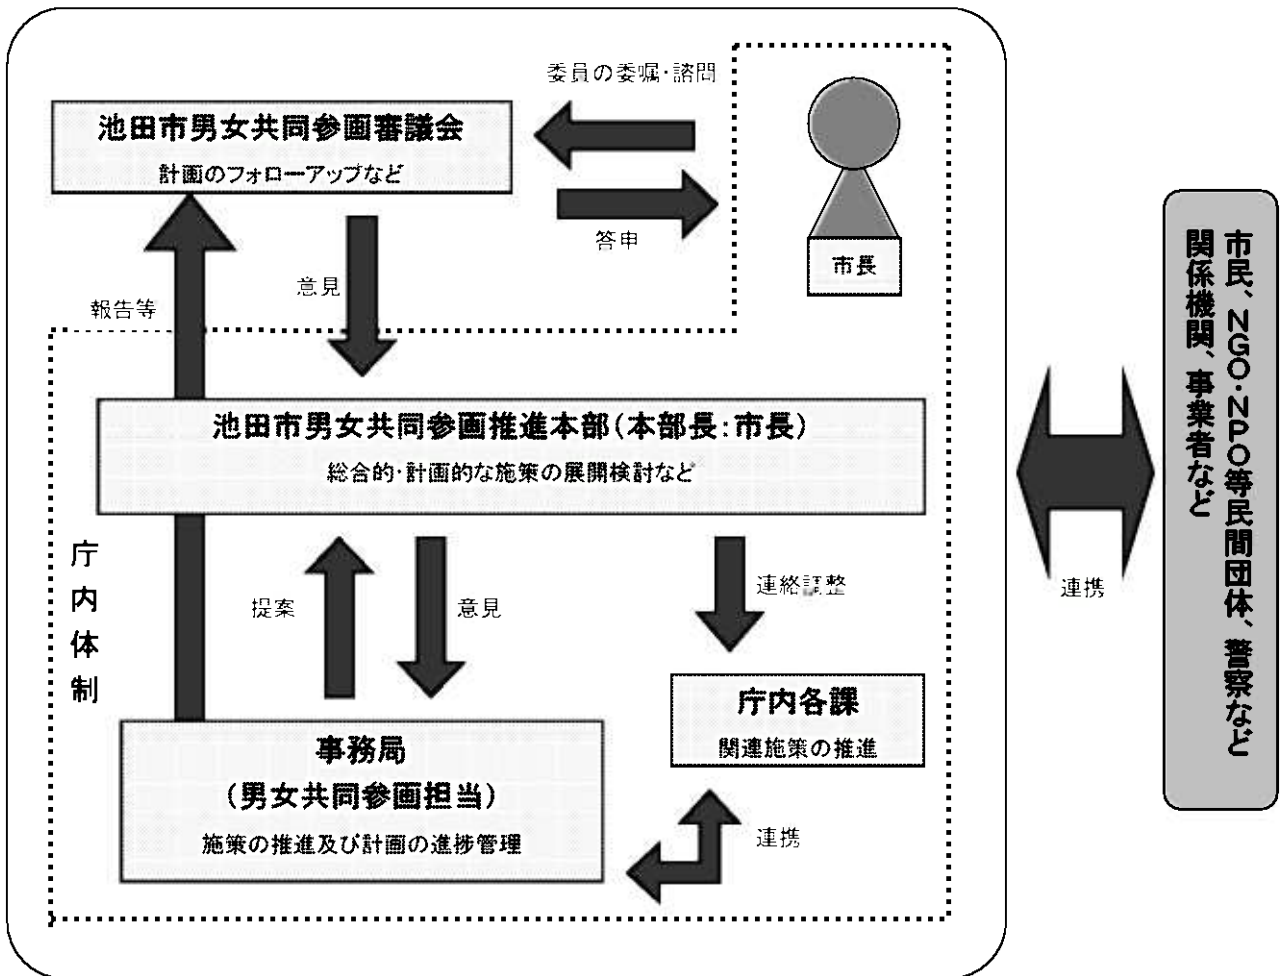 委員の委嘱・諮問
池田市男女共同参画審議会
計画のフォローアップなど
答申
市長
意見
報告等
池田市男女共同参画推進本部(本部長:市長)
総合的・計画的な施策の展開検討など
庁内体制
提案
意見
連絡調整
庁内各課
関連施策の推進
事務局
(男女共同参画担当)
施策の推進及び計画の進捗管理
連携
連携
市民、NGO・NPO等民間団体、警察など
関係機関、事業者など